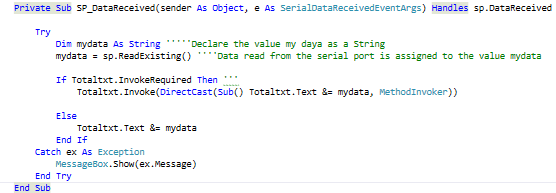 Private Sub SP_DataReceived(sender As Object, e As SerialDataReceivedEventArgs) Handles sp.DataReceived
Try
Dim mydata As String '''''Declare the value my daya as a String
mydata = sp.ReadExisting() ''''Data read from the serial port is assigned to the value mydata
If Totaltxt.InvokeRequired Then '''
Totaltxt.Invoke(DirectCast(Sub() Totaltxt.Text &= mydata, MethodInvoker))
Else
Totaltxt.Text &= mydata
End If
Catch ex As Exception
MessageBox.Show(ex.Message)
End Try
End Sub